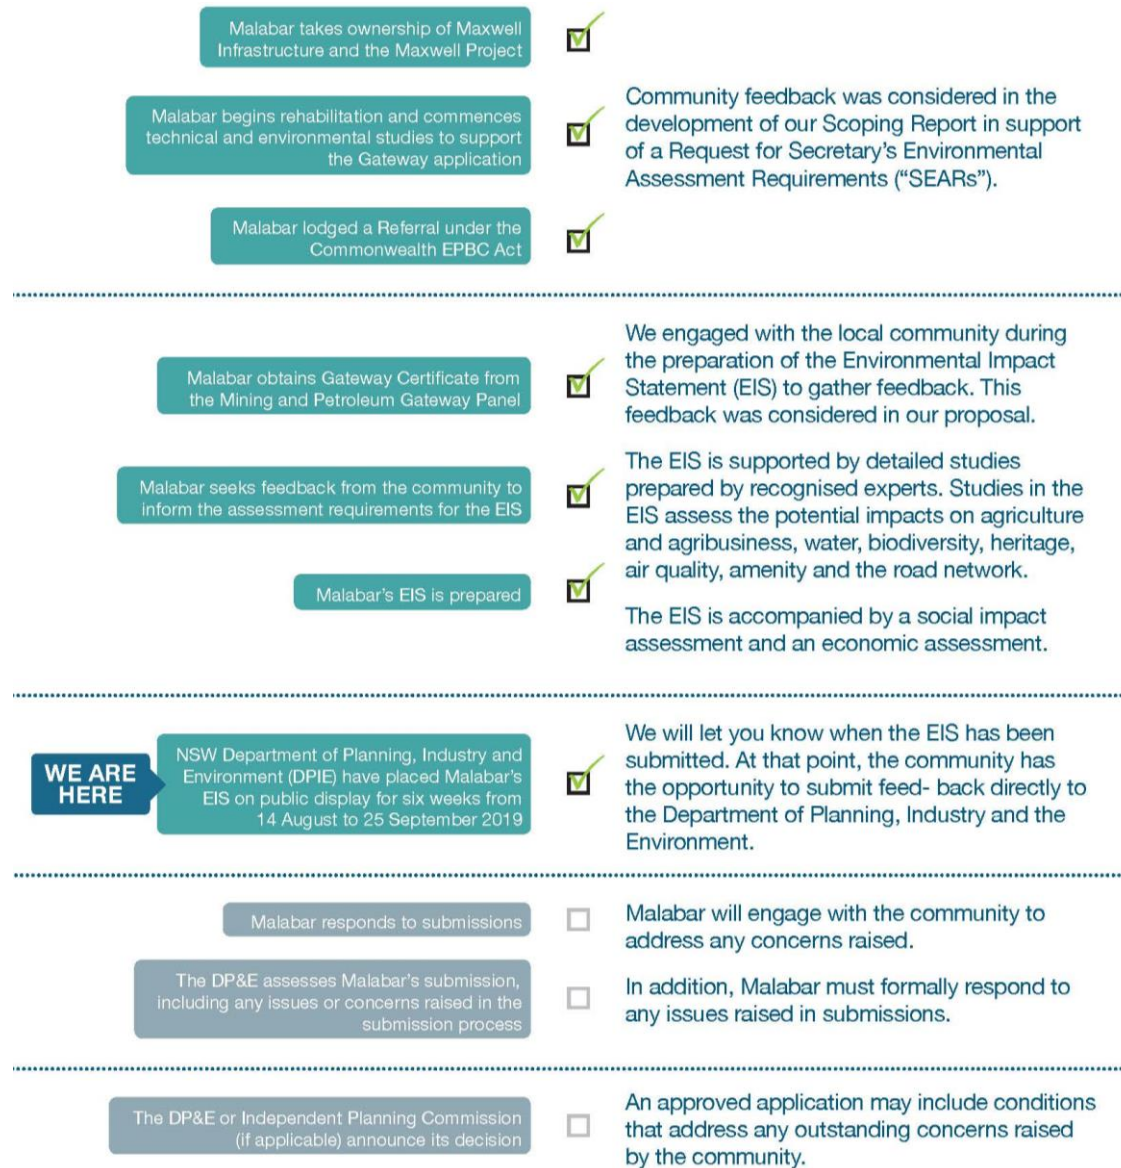 Malabar takes ownership of Maxwell
Infrastructure and the Maxwell Project
Malabar begins rehabilitation and commences
technical and environmental studies to support
the Gateway application
Malabar lodged a Referral under the
Commonwealth EPBC Act
Community feedback was considered in the
development of our Scoping Report in support
of a Request for Secretary's Environmental
Assessment Requirements (“SEARs”).
Malabar obtains Gateway Certificate from
the Mining and Petroleum Gateway Panel
Malabar seeks feedback from the community to
inform the assessment requirements for the EIS
Malabar's EIS is prepared
We engaged with the local community during
the preparation of the Environmental Impact
Statement (EIS) to gather feedback. This
feedback was considered in our proposal.
The EIS is supported by detailed studies
prepared by recognised experts. Studies in the
EIS assess the potential impacts on agriculture
and agribusiness, water, biodiversity, heritage,
air quality, amenity and the road network.
The EIS is accompanied by a social impact
assessment and an economic assessment.
WE ARE
HERE
NSW Department of Planning, Industry and
Environment (DPIE) have placed Malabar's
EIS on public display for six weeks from
14 August to 25 September 2019
We will let you know when the EIS has been
submitted. At that point, the community has
the opportunity to submit feed- back directly to
the Department of Planning, Industry and the
Environment.
Malabar responds to submissions
The DP&E assesses Malabar's submission,
including any issues or concerns raised in the
submission process
Malabar will engage with the community to
address any concerns raised.
In addition, Malabar must formally respond to
any issues raised in submissions.
The DP&E or Independent Planning Commission
(if applicable) announce its decision
An approved application may include conditions
that address any outstanding concerns raised
by the community.